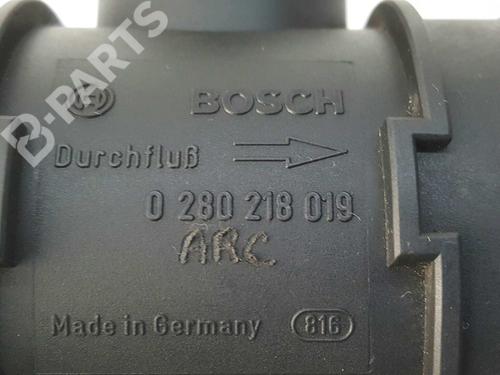 B-PARTS
BOSCH
Durchfluß
0 280 218 019
ARC
Made in Germany 816